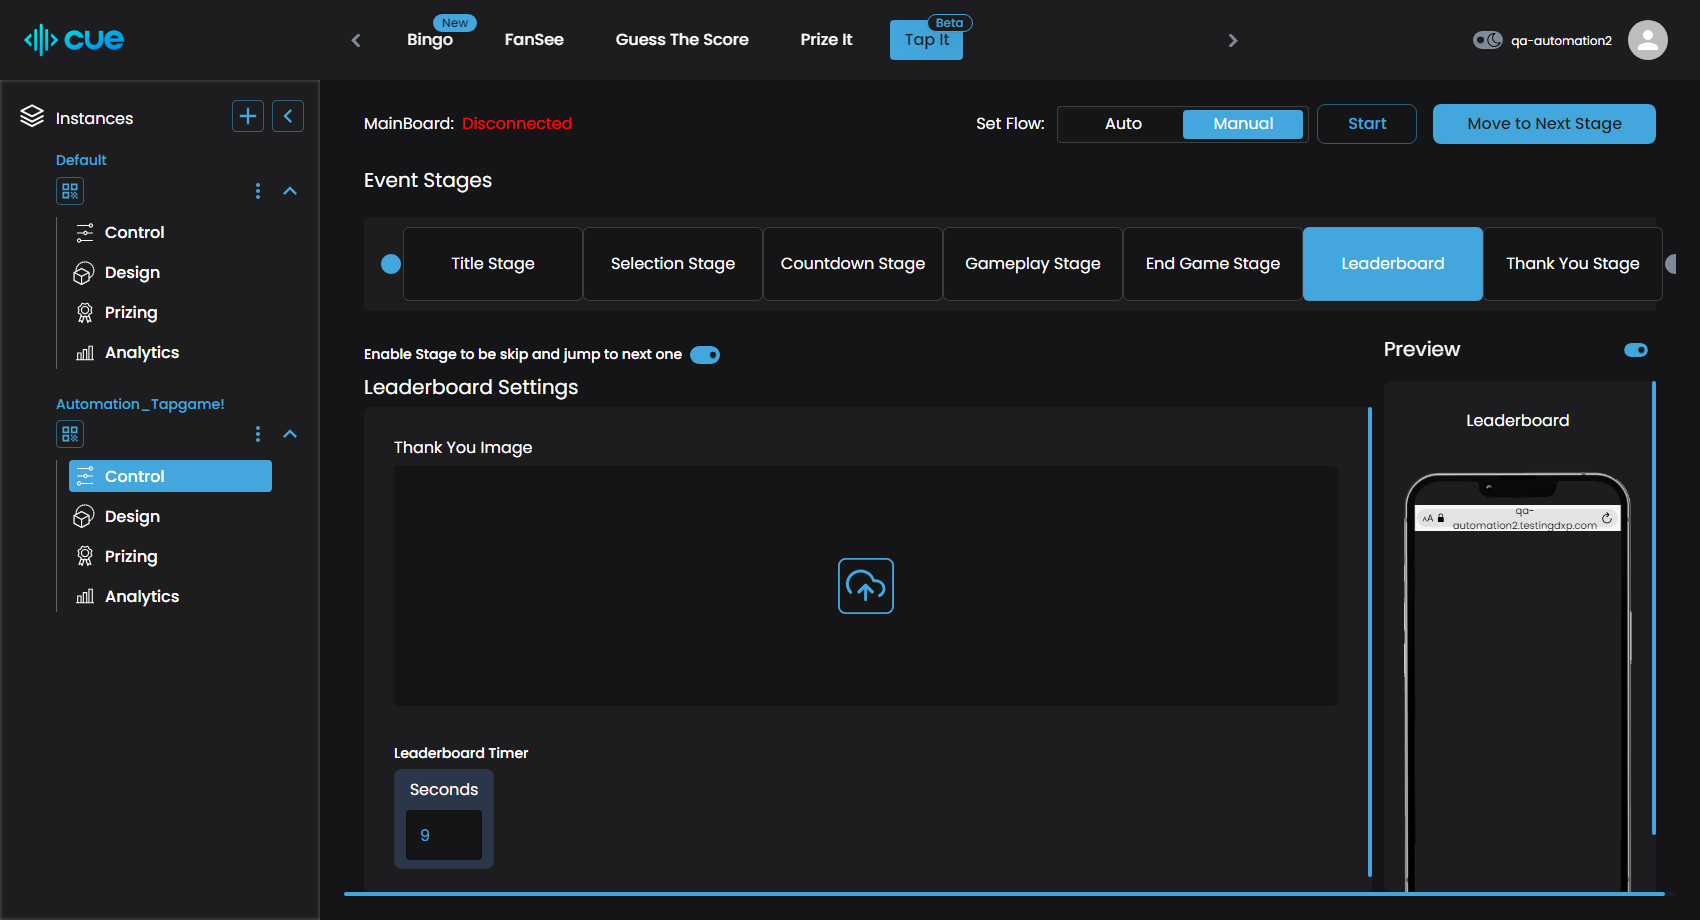 cue
Bingo
New
FanSee
Guess The Score
Prize It
Tap It
Beta
qa-automation2
Instances
Default
Control
Design
Prizing
Analytics
Automation_Tapgame!
Control
Design
Prizing
Analytics
MainBoard: Disconnected
Set Flow:
Auto
Manual
Start
Move to Next Stage
Event Stages
Title Stage
Selection Stage
Countdown Stage
Gameplay Stage
End Game Stage
Leaderboard
Thank You Stage
Enable Stage to be skip and jump to next one
Leaderboard Settings
Thank You Image
Leaderboard Timer
Seconds
9
Preview
Leaderboard
AA
qa-
automation2.testingdxp.com